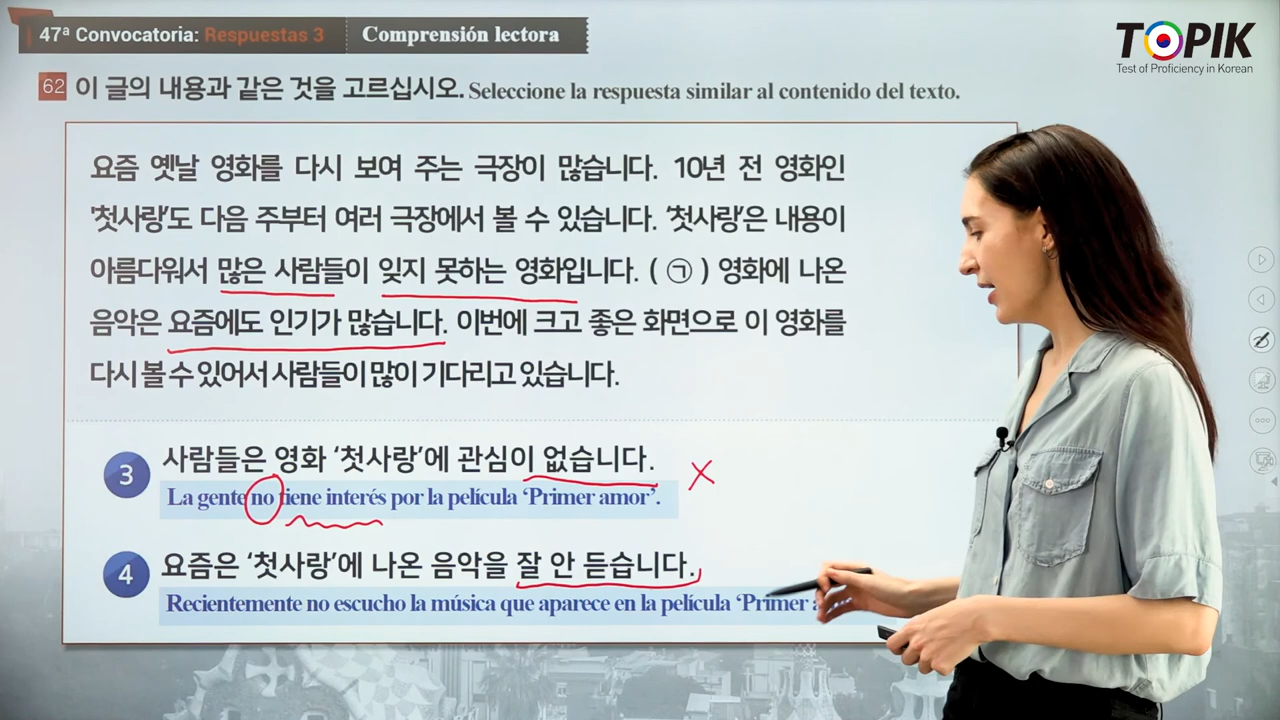 47ª Convocatoria: Respuestas 3 Comprensión lectora
TOPIK
Test of Proficiency in Korean
62 이 글의 내용과 같은 것을 고르십시오. Seleccione la respuesta similar al contenido del texto.
요즘 옛날 영화를 다시 보여 주는 극장이 많습니다. 10년 전 영화인
'첫사랑'도 다음 주부터 여러 극장에서 볼 수 있습니다. ‘첫사랑’은 내용이
아름다워서 많은 사람들이 잊지 못하는 영화입니다. ( ㉠ ) 영화에 나온
음악은 요즘에도 인기가 많습니다. 이번에 크고 좋은 화면으로 이 영화를
다시 볼 수 있어서 사람들이 많이 기다리고 있습니다.
3 사람들은 영화 ‘첫사랑’에 관심이 없습니다.
La gente no tiene interés por la película ‘Primer amor’.
4 요즘은 ‘첫사랑’에 나온 음악을 잘 안 듣습니다.
Recientemente no escucho la música que aparece en la película ‘Primer